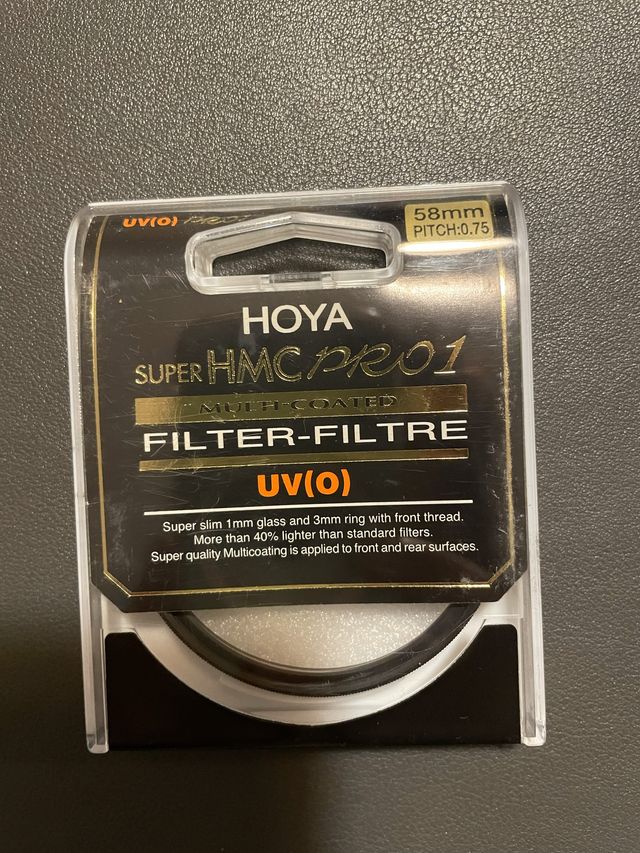 UV(O) PRO1
58mm
PITCH:0.75
HOYA
SUPER HMC PRO1
MULTI-COATED
FILTER-FILTRE
UV(O)
Super slim 1mm glass and 3mm ring with front thread.
More than 40% lighter than standard filters.
Super quality Multicoating is applied to front and rear surfaces.